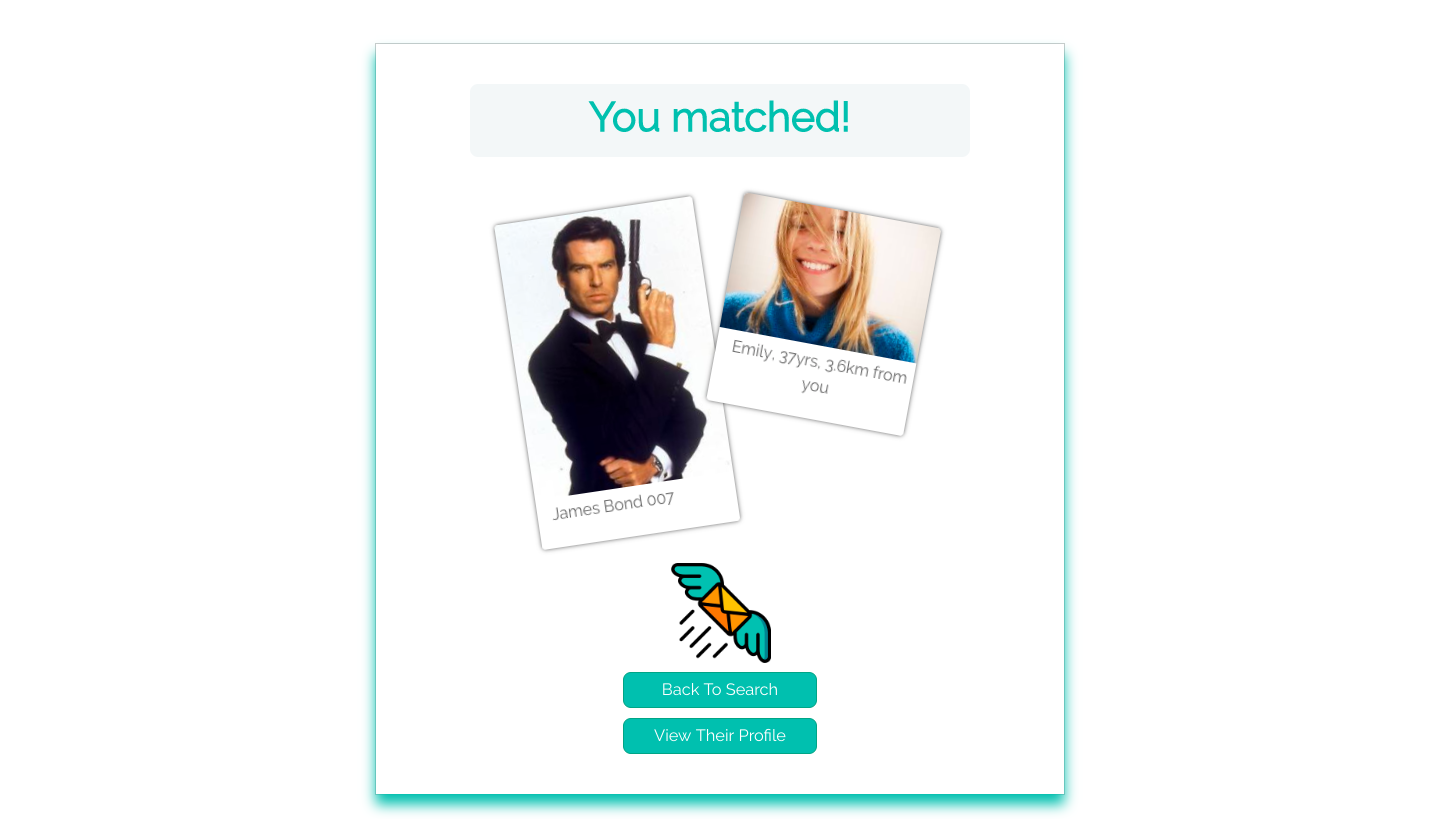 You matched!
James Bond 007
Emily, 37yrs, 3.6km from
you
Back To Search
View Their Profile